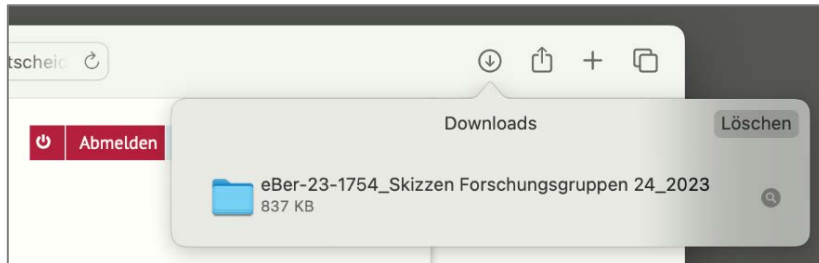 tscheid
Abmelden
Downloads
Löschen
eBer-23-1754_Skizzen Forschungsgruppen 24_2023
837 KB